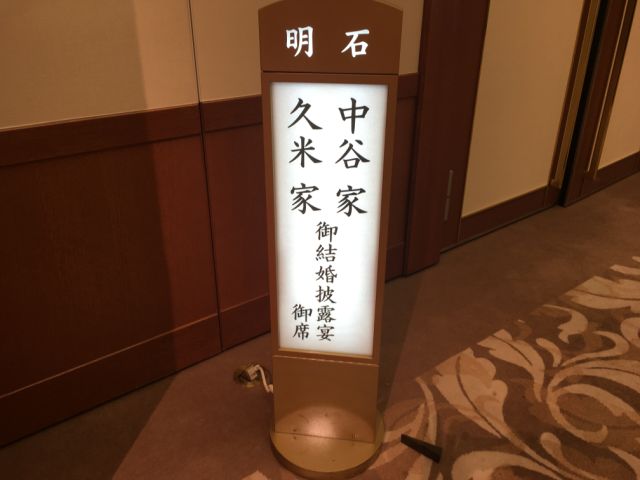 明石
中谷家
久米家
御結婚披露宴
御席